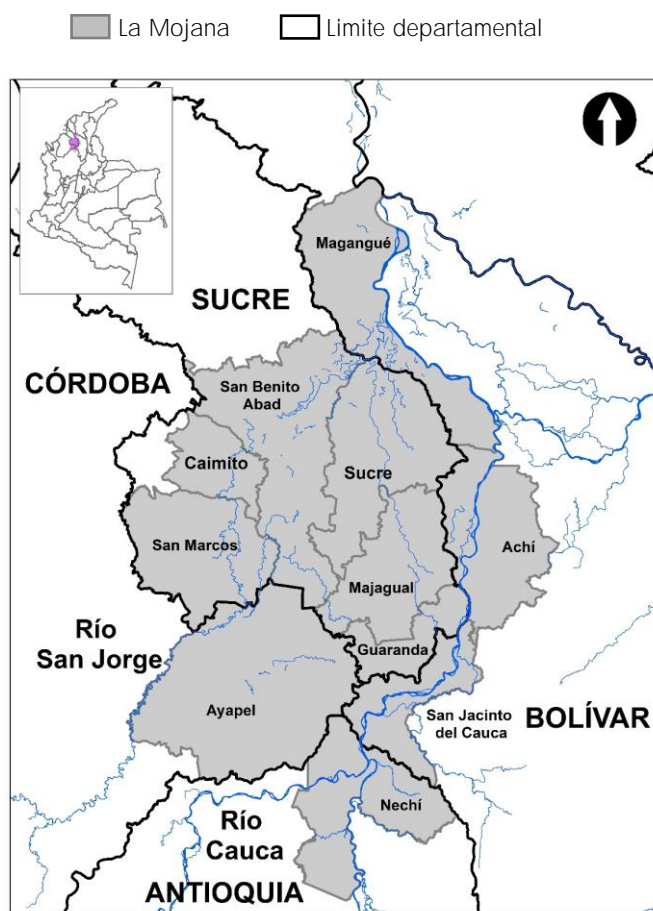 La Mojana
Limite departamental
Magangué
SUCRE
CÓRDOBA
San Benito
Abad
Caimito
Sucre
San Marcos
Achí
Majagual
Río
San Jorge
Guaranda
Ayapel
San Jacinto
del Cauca
BOLÍVAR
Nechí
Río
Cauca
ANTIOQUIA